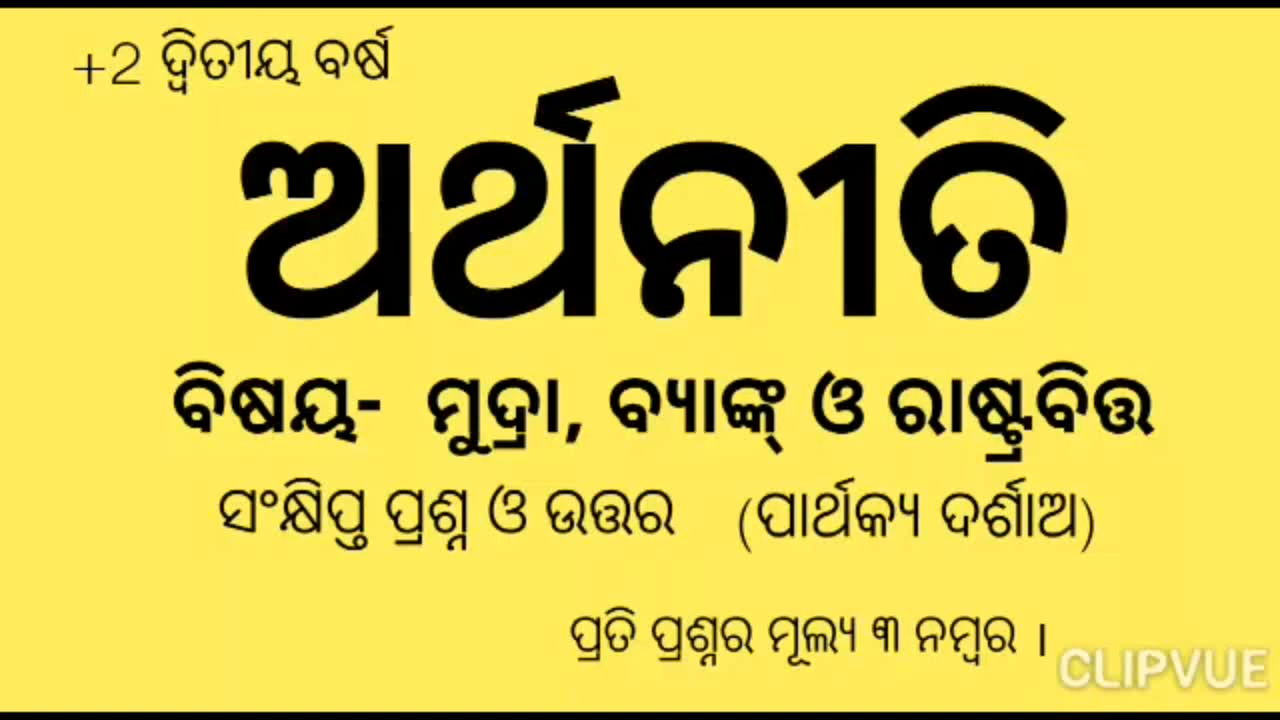 +2 ଦ୍ୱିତୀୟ ବର୍ଷ
ଅର୍ଥନୀତି
ବିଷୟ- ମୁଦ୍ରା, ବ୍ୟାଙ୍କ୍ ଓ ରାଷ୍ଟ୍ରବିତ୍ତ
ସଂକ୍ଷିପ୍ତ ପ୍ରଶ୍ନ ଓ ଉତ୍ତର (ପାର୍ଥକ୍ୟ ଦର୍ଶାଅ)
ପ୍ରତି ପ୍ରଶ୍ନର ମୂଲ୍ୟ ୩ ନମ୍ବର ।
CLIPVUE